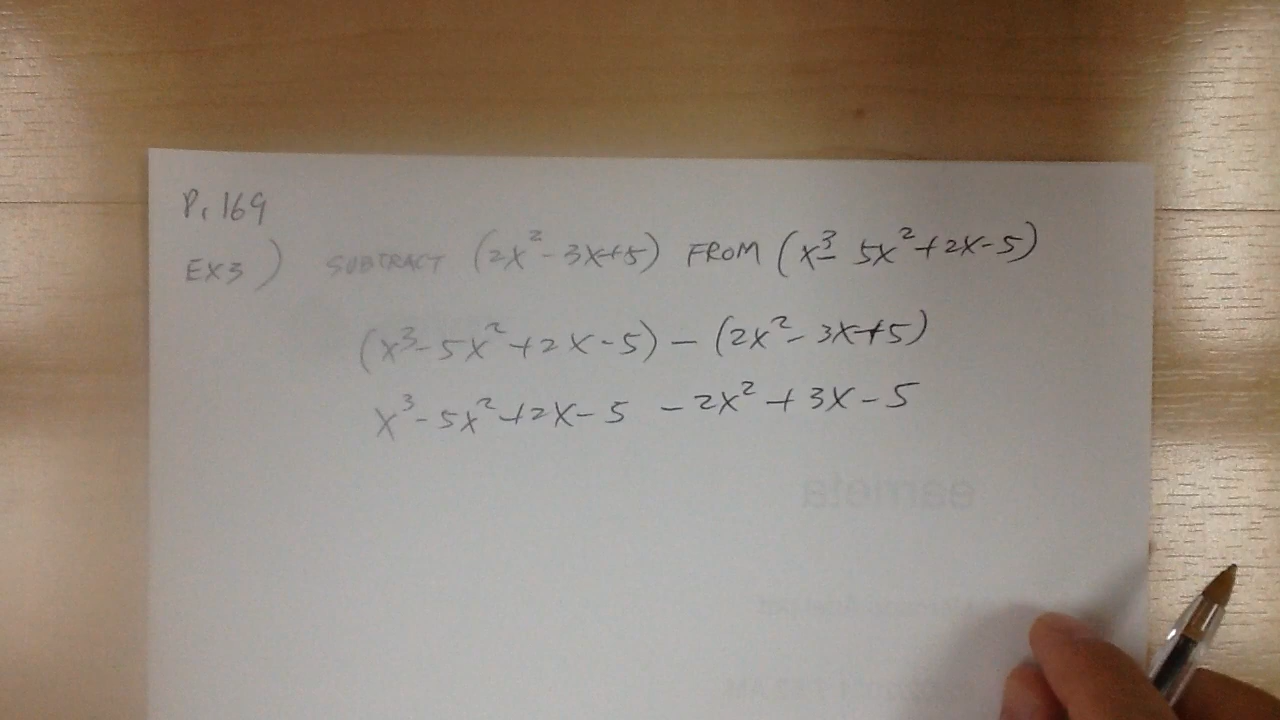 P. 169
EX3) SUBTRACT (2x² - 3x + 5) FROM (x³ - 5x² + 2x - 5)
(x³ - 5x² + 2x - 5) - (2x² - 3x + 5)
x³ - 5x² + 2x - 5 - 2x² + 3x - 5